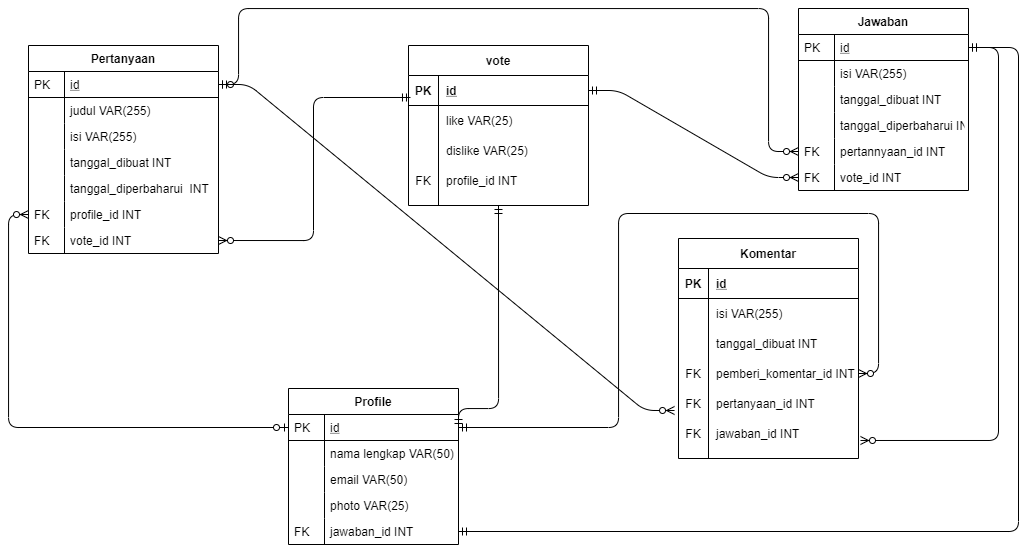 Pertanyaan
PK id
judul VAR(255)
isi VAR(255)
tanggal_dibuat INT
tanggal_diperbaharui INT
FK profile_id INT
FK vote_id INT
vote
PK id
like VAR(25)
dislike VAR(25)
FK profile_id INT
Jawaban
PK id
isi VAR(255)
tanggal_dibuat INT
tanggal_diperbaharui IN
FK pertannyaan_id INT
FK vote_id INT
Komentar
PK id
isi VAR(255)
tanggal_dibuat INT
FK pemberi_komentar_id INT
FK pertanyaan_id INT
FK jawaban_id INT
Profile
PK id
nama lengkap VAR(50)
email VAR(50)
photo VAR(25)
FK jawaban_id INT